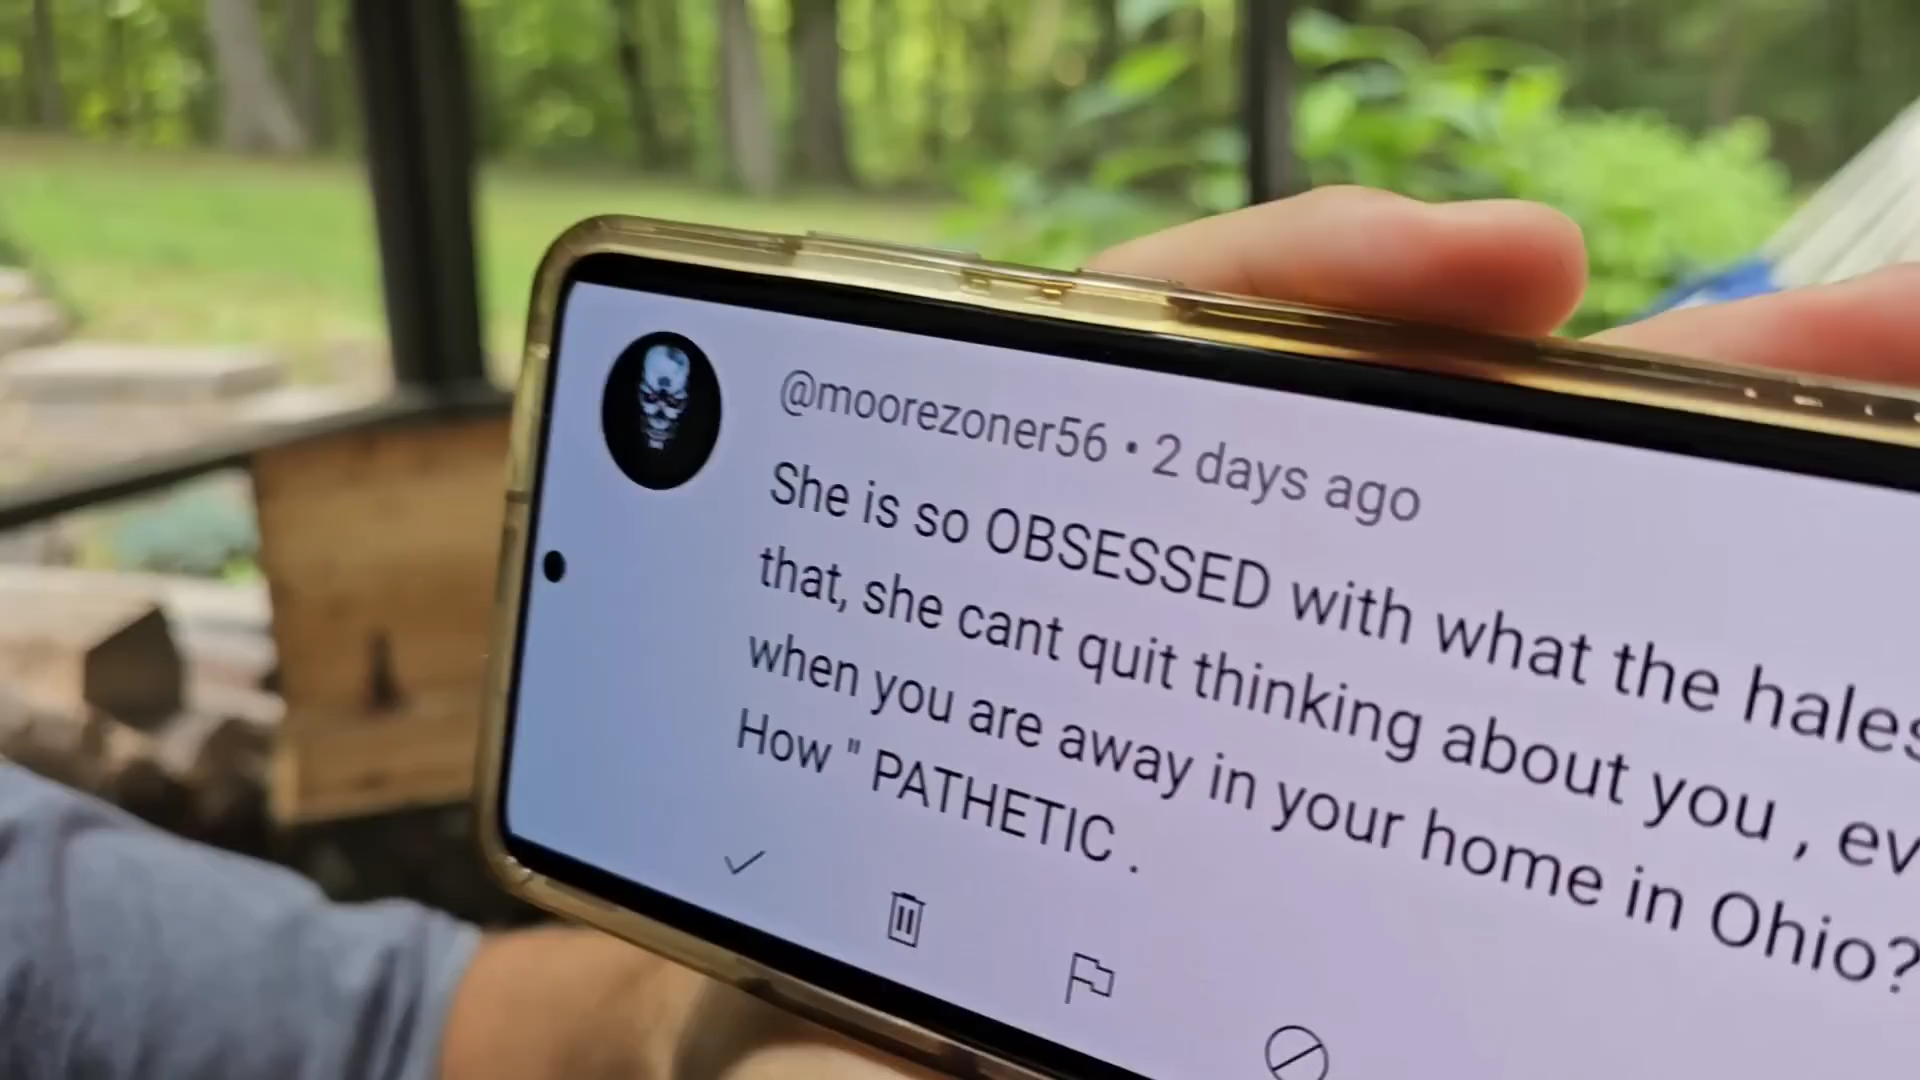 @moorezoner56 • 2 days ago
She is so OBSESSED with what the hales
that, she cant quit thinking about you , ev
when you are away in your home in Ohio?
How " PATHETIC .